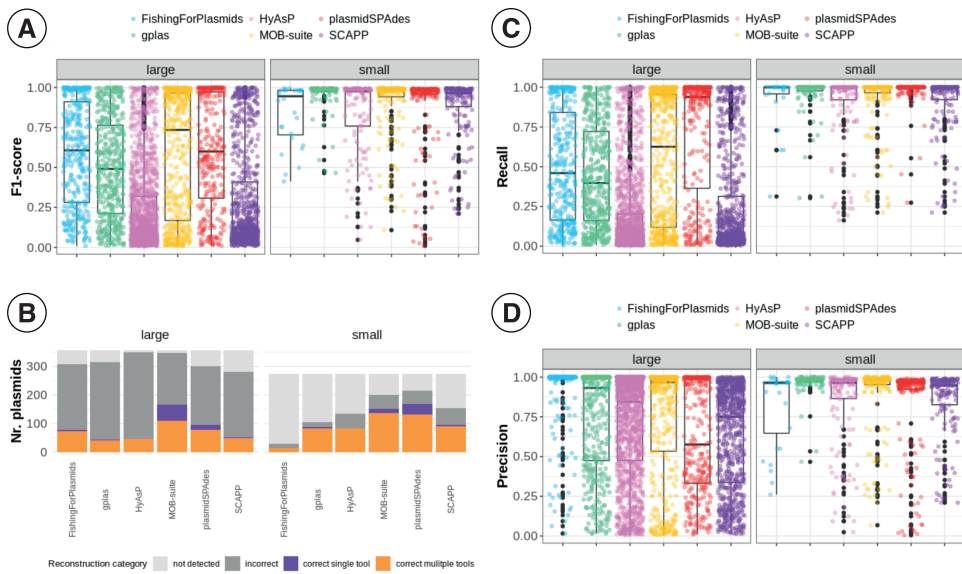 A
FishingForPlasmids HyAsP plasmidSPAdes
gplas MOB-suite SCAPP
large small
F1-score
1.00
0.75
0.50
0.25
0.00
C
FishingForPlasmids HyAsP plasmidSPAdes
gplas MOB-suite SCAPP
large small
Recall
1.00
0.75
0.50
0.25
0.00
B
large small
Nr. plasmids
300
200
100
0
FishingForPlasmids
gplas
HyAsP
MOB-suite
plasmidSPAdes
SCAPP
FishingForPlasmids
gplas
HyAsP
MOB-suite
plasmidSPAdes
SCAPP
Reconstruction category not detected incorrect correct single tool correct mulitple tools
D
FishingForPlasmids HyAsP plasmidSPAdes
gplas MOB-suite SCAPP
large small
Precision
1.00
0.75
0.50
0.25
0.00